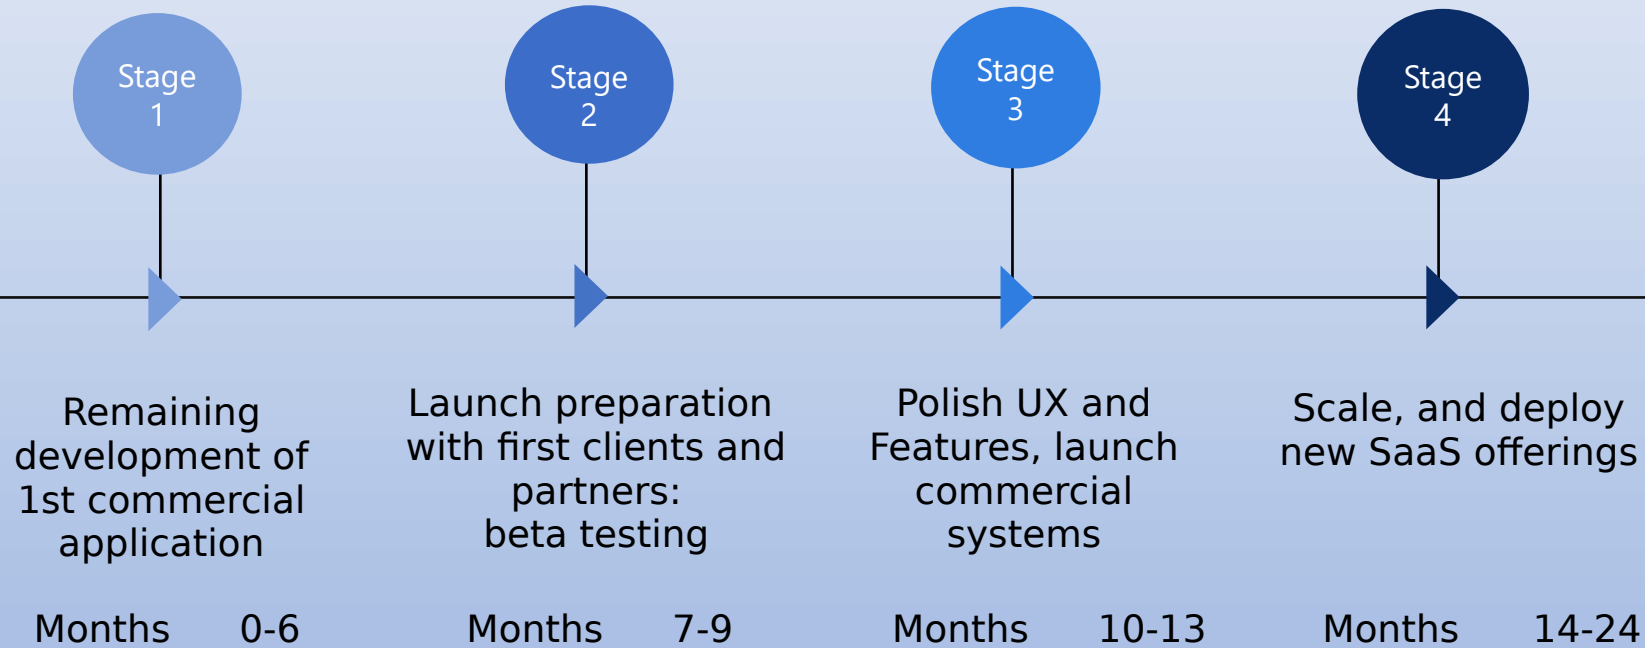 Stage
1
Stage
2
Stage
3
Stage
4
Remaining
development of
1st commercial
application
Launch preparation
with first clients and
partners:
beta testing
Polish UX and
Features, launch
commercial
systems
Scale, and deploy
new SaaS offerings
Months 0-6
Months 7-9
Months 10-13
Months 14-24